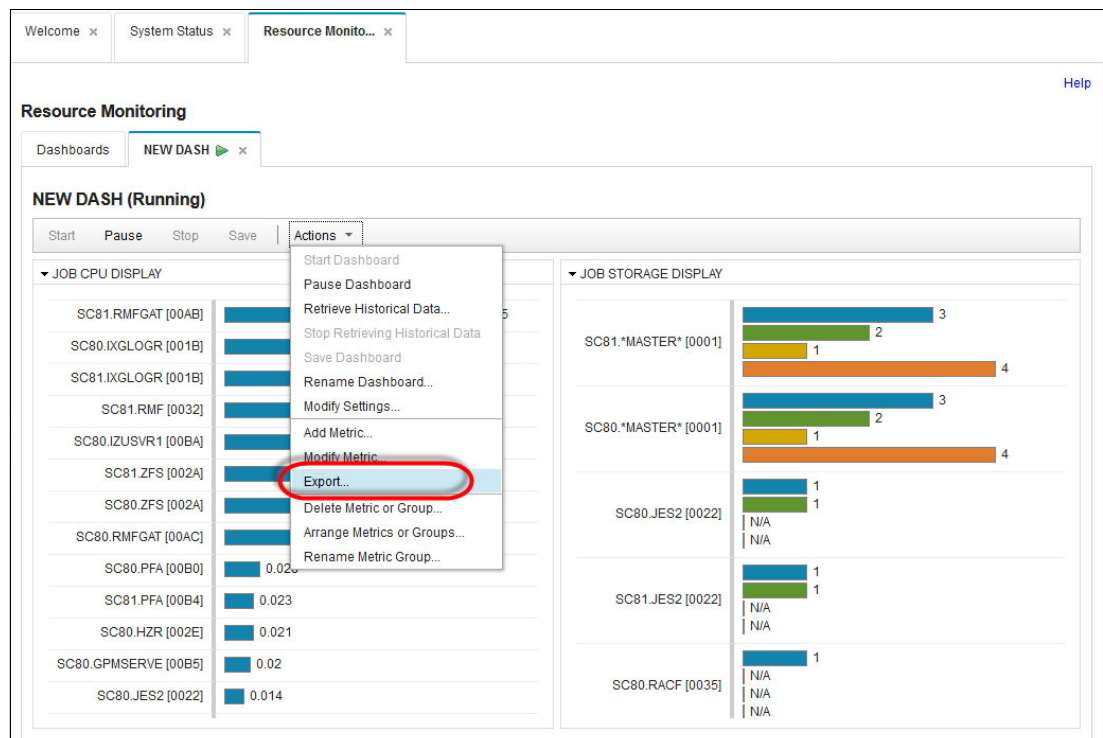 Welcome × System Status × Resource Monito... ×
Help
Resource Monitoring
Dashboards NEW DASH ×
NEW DASH (Running)
Start Pause Stop Save Actions
Start Dashboard
Pause Dashboard
Retrieve Historical Data...
Stop Retrieving Historical Data
Save Dashboard
Rename Dashboard...
Modify Settings...
Add Metric...
Modify Metric...
Export...
Delete Metric or Group...
Arrange Metrics or Groups...
Rename Metric Group...
JOB CPU DISPLAY
SC81.RMFGAT [00AB]
SC80.IXGLOGR [001B]
SC81.IXGLOGR [001B]
SC81.RMF [0032]
SC80.IZUSVR1 [00BA]
SC81.ZFS [002A]
SC80.ZFS [002A]
SC80.RMFGAT [00AC]
SC80.PFA [00B0]
SC81.PFA [00B4] 0.023
SC80.HZR [002E] 0.021
SC80.GPMSERVE [00B5] 0.02
SC80.JES2 [0022] 0.014
JOB STORAGE DISPLAY
SC81.*MASTER* [0001]
3
2
1
4
SC80.*MASTER* [0001]
3
2
1
4
SC80.JES2 [0022]
1
1
N/A
N/A
SC81.JES2 [0022]
1
1
N/A
N/A
SC80.RACF [0035]
1
N/A
N/A
N/A